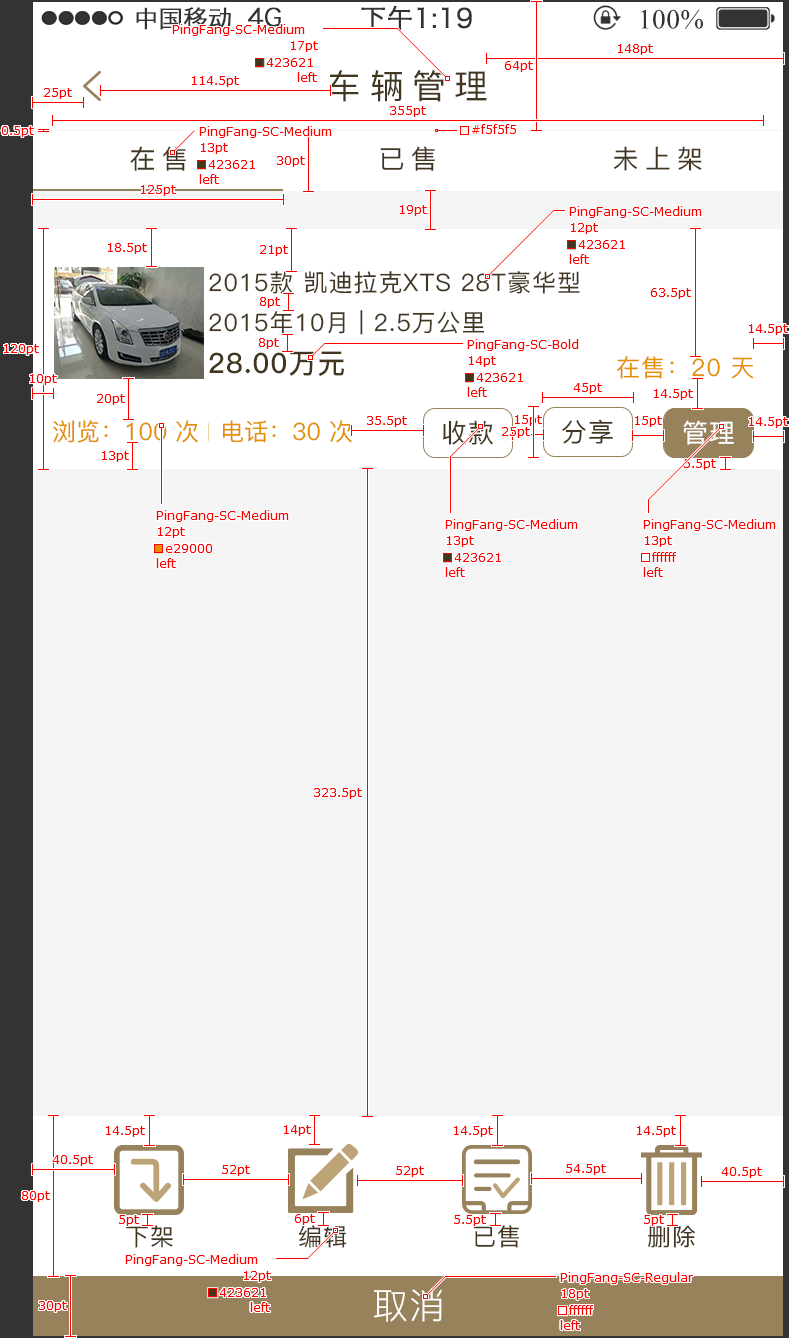 中国移动 4G 下午1:19 100%
PingFang-SC-Medium
17pt
423621
left
148pt
64pt
25pt
114.5pt
车辆管理
355pt
0.5pt
#f5f5f5
PingFang-SC-Medium
13pt
423621
left
在售
30pt
已售
未上架
125pt
19pt
PingFang-SC-Medium
12pt
423621
left
18.5pt
21pt
2015款 凯迪拉克XTS 28T豪华型
8pt
63.5pt
2015年10月 | 2.5万公里
8pt
14.5pt
120pt
28.00万元
PingFang-SC-Bold
14pt
423621
left
在售：20 天
10pt
20pt
45pt
14.5pt
浏览：100 次 | 电话：30 次
35.5pt
收款
15pt
25pt
分享
15pt
管理
14.5pt
13pt
5.5pt
PingFang-SC-Medium
12pt
e29000
left
PingFang-SC-Medium
13pt
423621
left
PingFang-SC-Medium
13pt
ffffff
left
323.5pt
14.5pt
14pt
14.5pt
14.5pt
40.5pt
52pt
52pt
54.5pt
40.5pt
80pt
5pt
6pt
5.5pt
5pt
下架
编辑
已售
删除
PingFang-SC-Medium
12pt
423621
left
30pt
取消
PingFang-SC-Regular
18pt
ffffff
left